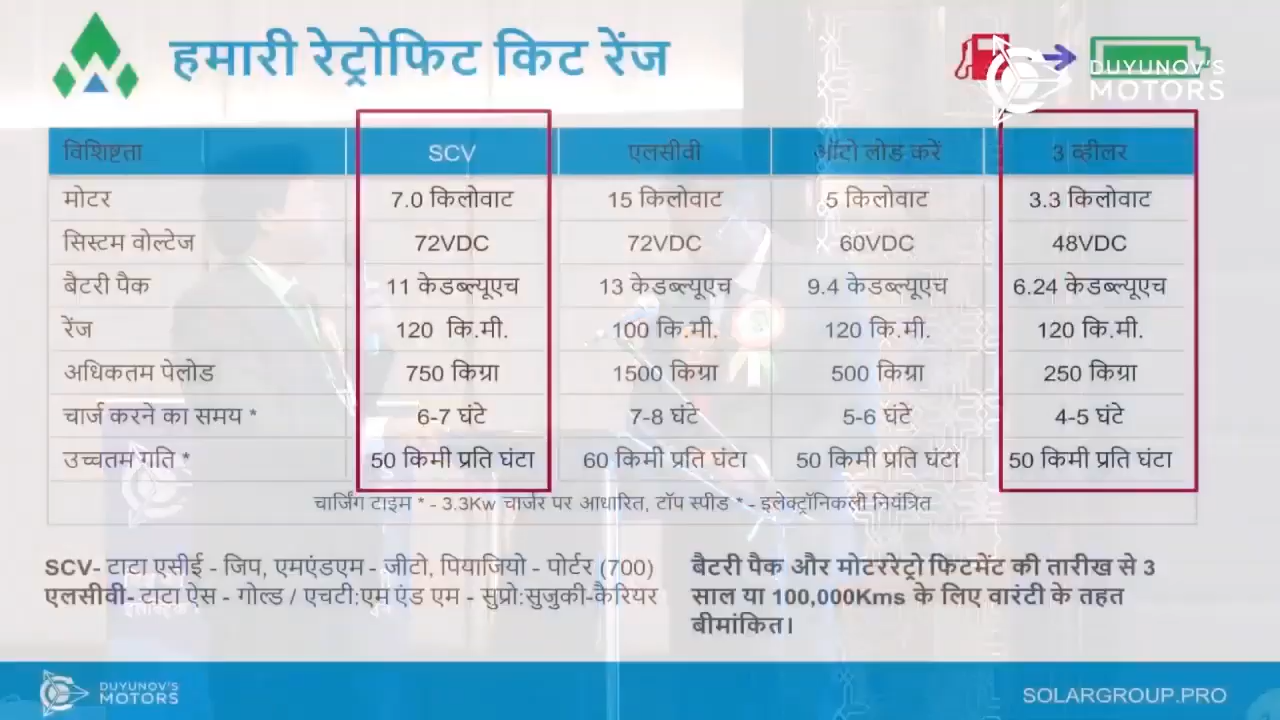 हमारी रेट्रोफिट किट रेंज
DUYUNOV'S
MOTORS
विशिष्टता SCV एलसीवी ऑटो लोड करें 3 व्हीलर
मोटर 7.0 किलोवाट 15 किलोवाट 5 किलोवाट 3.3 किलोवाट
सिस्टम वोल्टेज 72VDC 72VDC 60VDC 48VDC
बैटरी पैक 11 केडब्ल्यूएच 13 केडब्ल्यूएच 9.4 केडब्ल्यूएच 6.24 केडब्ल्यूएच
रेंज 120 कि.मी. 100 कि.मी. 120 कि.मी. 120 कि.मी.
अधिकतम पेलोड 750 किग्रा 1500 किग्रा 500 किग्रा 250 किग्रा
चार्ज करने का समय * 6-7 घंटे 7-8 घंटे 5-6 घंटे 4-5 घंटे
उच्चतम गति * 50 किमी प्रति घंटा 60 किमी प्रति घंटा 50 किमी प्रति घंटा 50 किमी प्रति घंटा
चार्जिंग टाइम * - 3.3Kw चार्जर पर आधारित, टॉप स्पीड * - इलेक्ट्रॉनिकली नियंत्रित
SCV- टाटा एसीई - जिप, एमएंडएम - जीटो, पियाजियो - पोर्टर (700)
एलसीवी- टाटा ऐस - गोल्ड / एचटी:एम एंड एम - सुप्रो:सुजुकी-कैरियर
बैटरी पैक और मोटररेट्रो फिटमेंट की तारीख से 3
साल या 100,000Kms के लिए वारंटी के तहत
बीमांकित।
DUYUNOV'S
MOTORS
SOLARGROUP.PRO